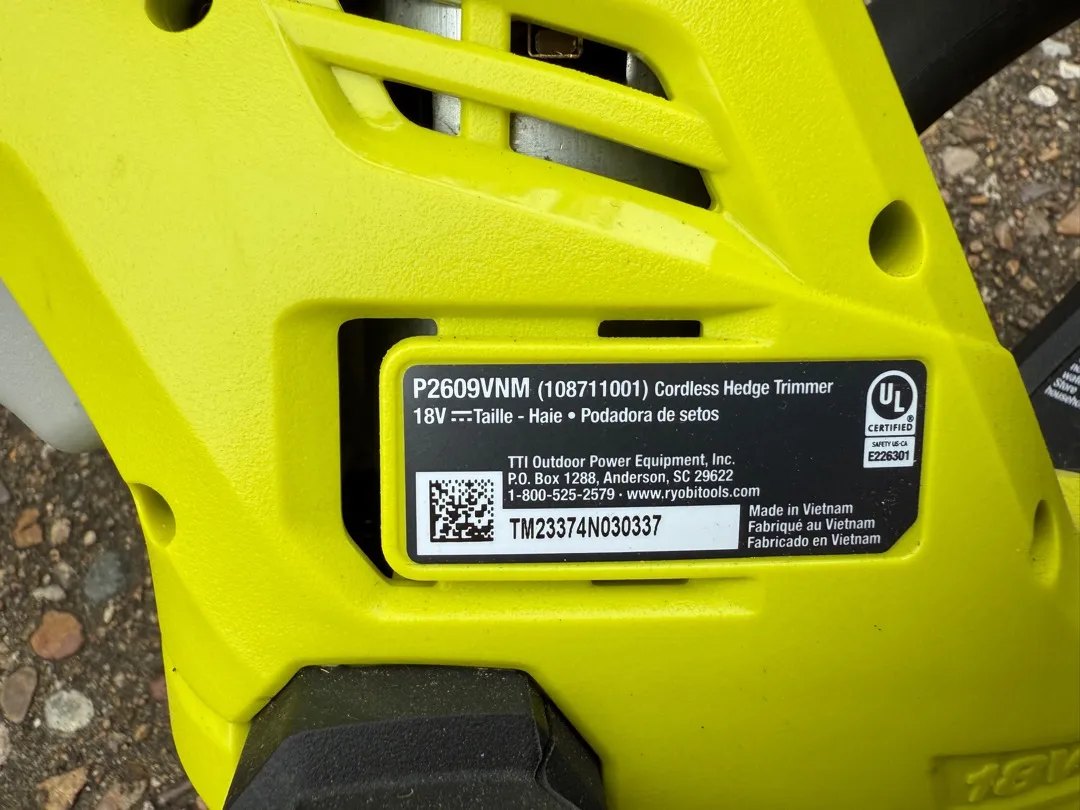 P2609VNM (108711001) Cordless Hedge Trimmer
18V ⎓ Taille - Haie • Podadora de setos
UL
®
CERTIFIED
SAFETY US-CA
E226301
TTI Outdoor Power Equipment, Inc.
P.O. Box 1288, Anderson, SC 29622
1-800-525-2579 · www.ryobitools.com
TM23374N030337
Made in Vietnam
Fabriqué au Vietnam
Fabricado en Vietnam
Store
18V